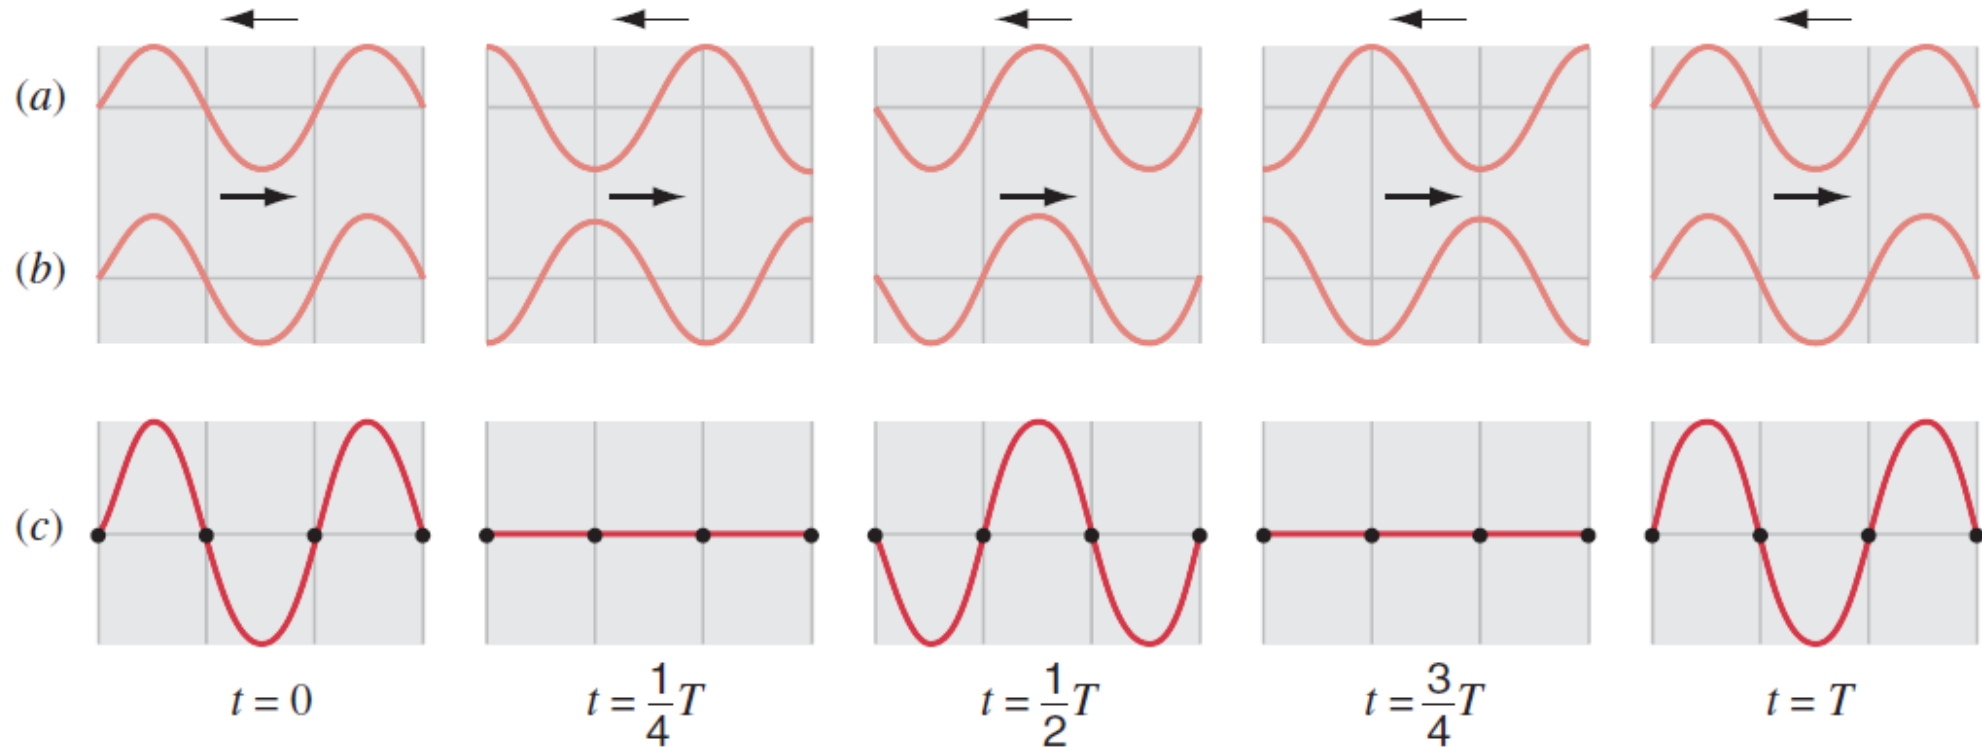 (a)
(b)
(c)
t = 0
t = 1/4 T
t = 1/2 T
t = 3/4 T
t = T